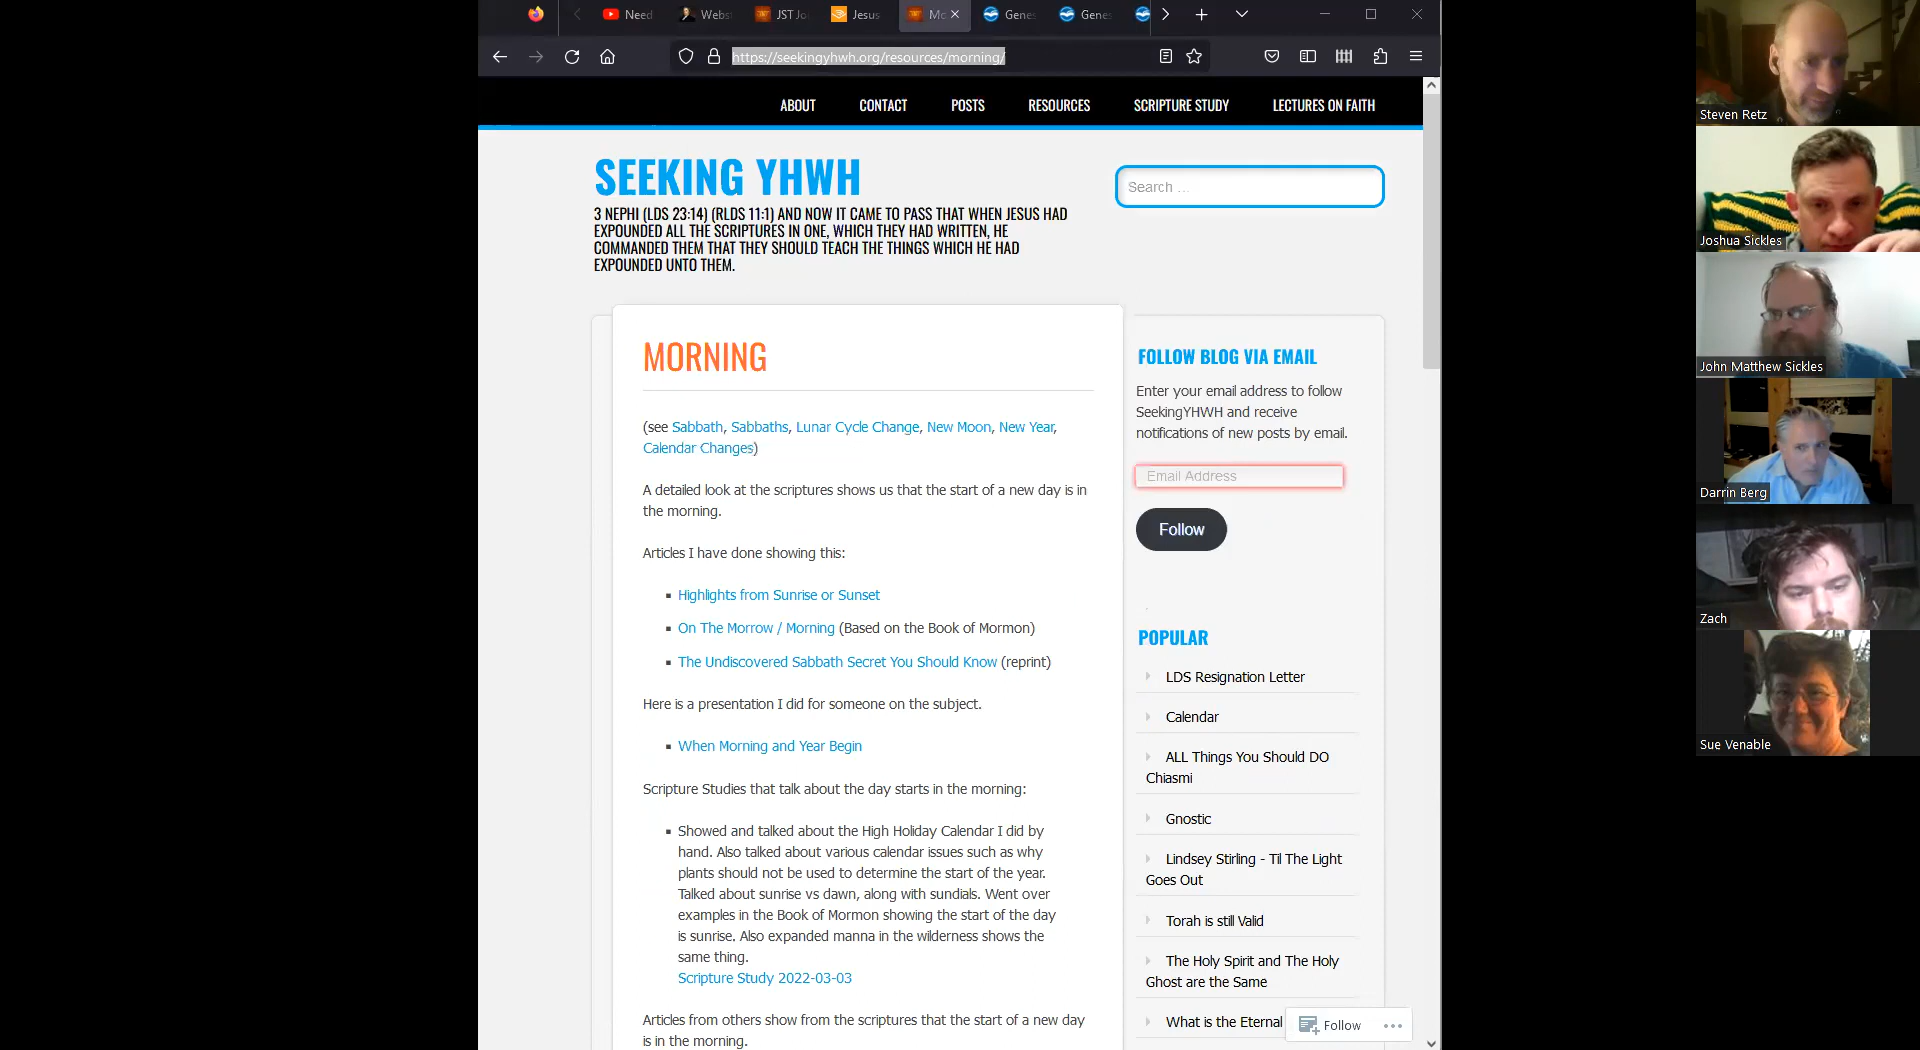 Need
Webs
JST Jo
Jesus
Mo
Genes
Genes
https://seekingyhwh.org/resources/morning/
ABOUT
CONTACT
POSTS
RESOURCES
SCRIPTURE STUDY
LECTURES ON FAITH
SEEKING YHWH
3 NEPHI (LDS 23:14) (RLDS 11:1) AND NOW IT CAME TO PASS THAT WHEN JESUS HAD
EXPOUNDED ALL THE SCRIPTURES IN ONE, WHICH THEY HAD WRITTEN, HE
COMMANDED THEM THAT THEY SHOULD TEACH THE THINGS WHICH HE HAD
EXPOUNDED UNTO THEM.
Search …
MORNING
(see Sabbath, Sabbaths, Lunar Cycle Change, New Moon, New Year,
Calendar Changes)
A detailed look at the scriptures shows us that the start of a new day is in
the morning.
Articles I have done showing this:
▪ Highlights from Sunrise or Sunset
▪ On The Morrow / Morning (Based on the Book of Mormon)
▪ The Undiscovered Sabbath Secret You Should Know (reprint)
Here is a presentation I did for someone on the subject.
▪ When Morning and Year Begin
Scripture Studies that talk about the day starts in the morning:
▪ Showed and talked about the High Holiday Calendar I did by
hand. Also talked about various calendar issues such as why
plants should not be used to determine the start of the year.
Talked about sunrise vs dawn, along with sundials. Went over
examples in the Book of Mormon showing the start of the day
is sunrise. Also expanded manna in the wilderness shows the
same thing.
Scripture Study 2022-03-03
Articles from others show from the scriptures that the start of a new day
is in the morning.
FOLLOW BLOG VIA EMAIL
Enter your email address to follow
SeekingYHWH and receive
notifications of new posts by email.
Email Address
Follow
POPULAR
LDS Resignation Letter
Calendar
ALL Things You Should DO
Chiasmi
Gnostic
Lindsey Stirling - Til The Light
Goes Out
Torah is still Valid
The Holy Spirit and The Holy
Ghost are the Same
What is the Eternal
Follow
Steven Retz
Joshua Sickles
John Matthew Sickles
Darrin Berg
Zach
Sue Venable